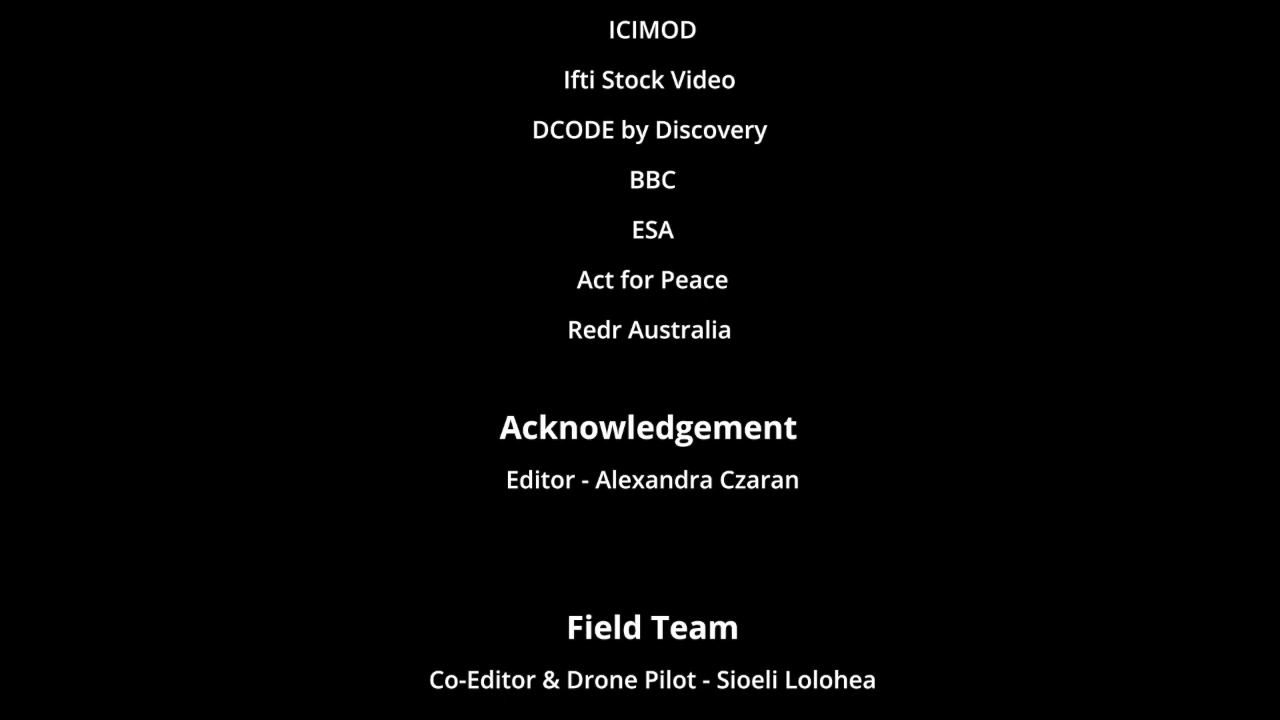 ICIMOD
Ifti Stock Video
DCODE by Discovery
BBC
ESA
Act for Peace
Redr Australia
Acknowledgement
Editor - Alexandra Czaran
Field Team
Co-Editor & Drone Pilot - Sioeli Lolohea